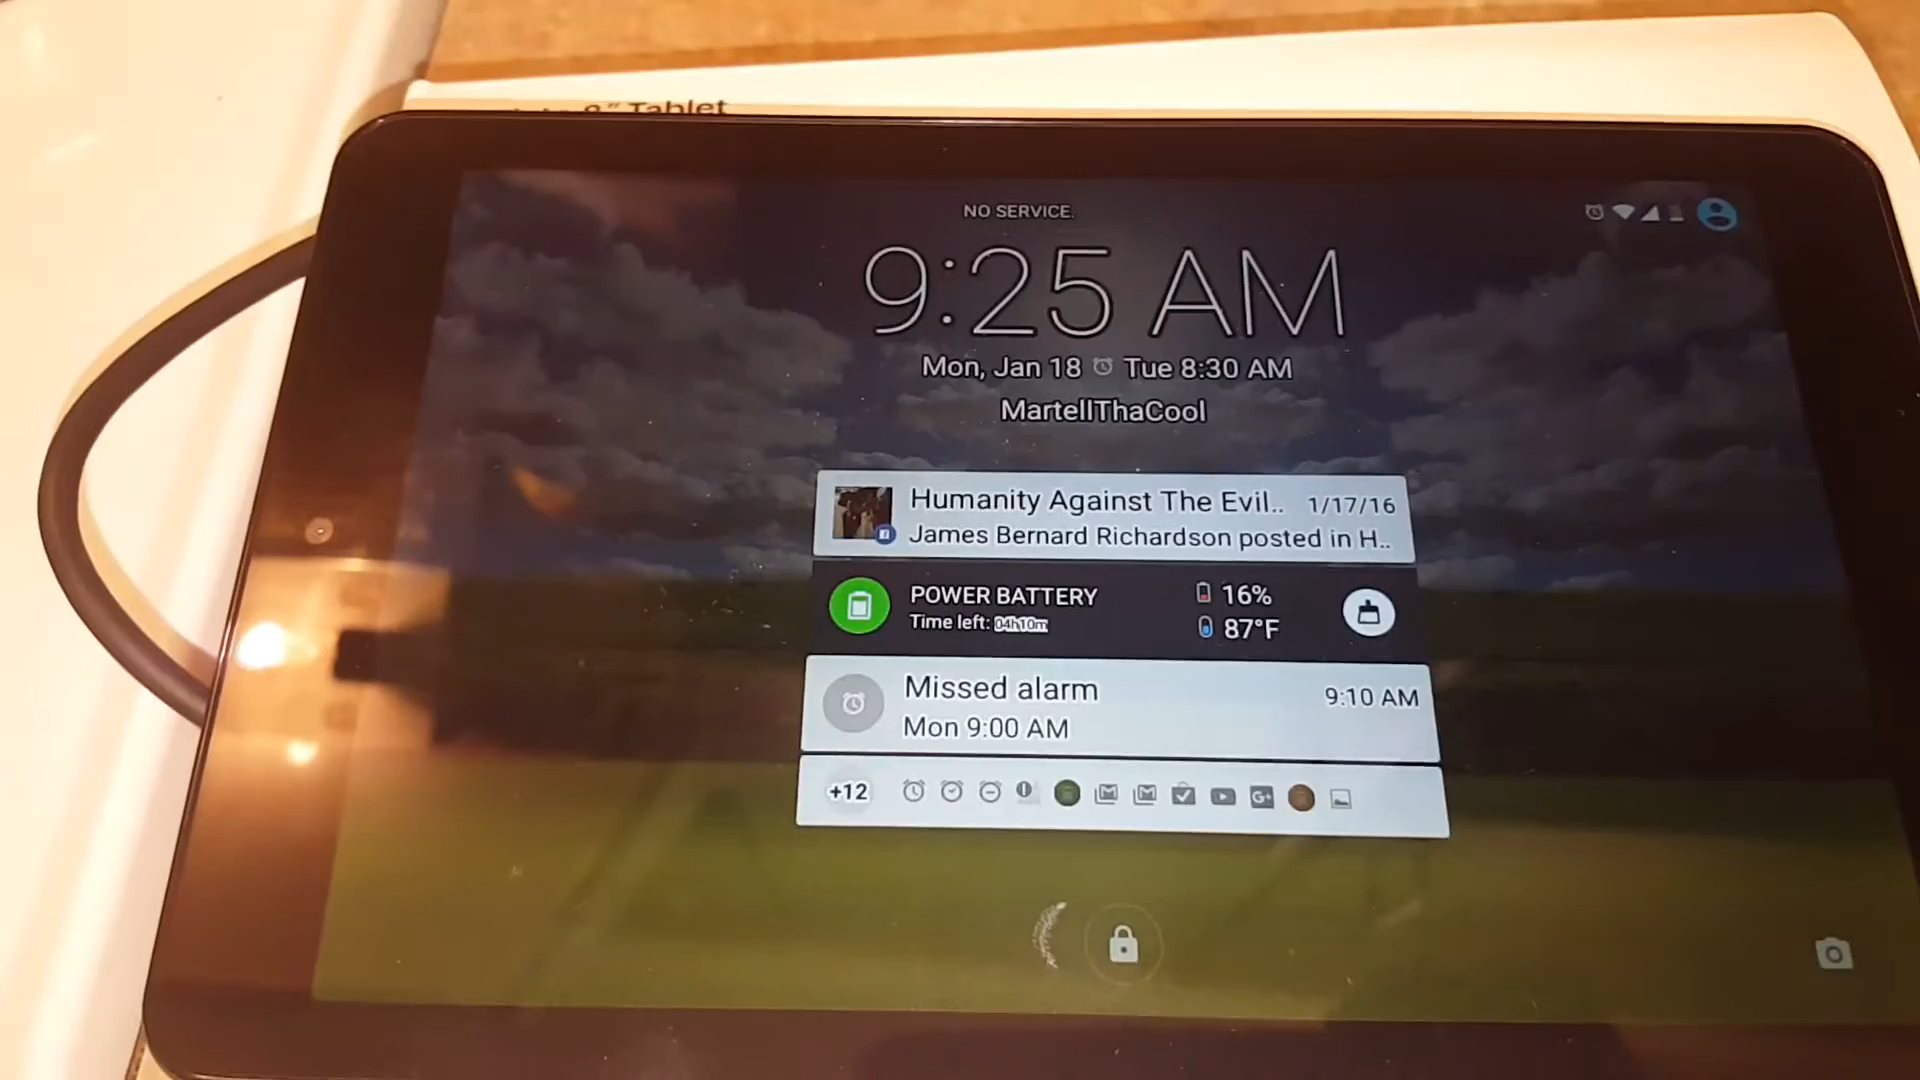 8" Tablet
NO SERVICE.
9:25 AM
Mon, Jan 18 Tue 8:30 AM
MartellThaCool
Humanity Against The Evil.. 1/17/16
James Bernard Richardson posted in H..
POWER BATTERY 16%
Time left: 04h10m 87°F
Missed alarm 9:10 AM
Mon 9:00 AM
+12
G+